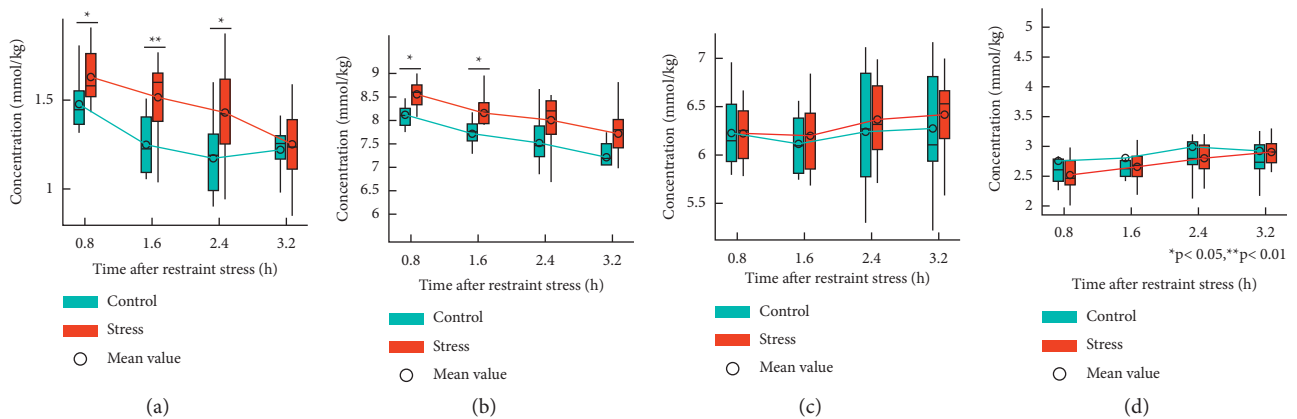 Concentration (mmol/kg)
1.5
1
*
**
*
0.8
1.6
2.4
3.2
Time after restraint stress (h)
Control
Stress
Mean value
(a)
Concentration (mmol/kg)
9
8.5
8
7.5
7
6.5
6
*
*
0.8
1.6
2.4
3.2
Time after restraint stress (h)
Control
Stress
Mean value
(b)
Concentration (mmol/kg)
7
6.5
6
5.5
0.8
1.6
2.4
3.2
Time after restraint stress (h)
Control
Stress
Mean value
(c)
Concentration (mmol/kg)
5
4.5
4
3.5
3
2.5
2
0.8
1.6
2.4
3.2
*p< 0.05,**p< 0.01
Time after restraint stress (h)
Control
Stress
Mean value
(d)